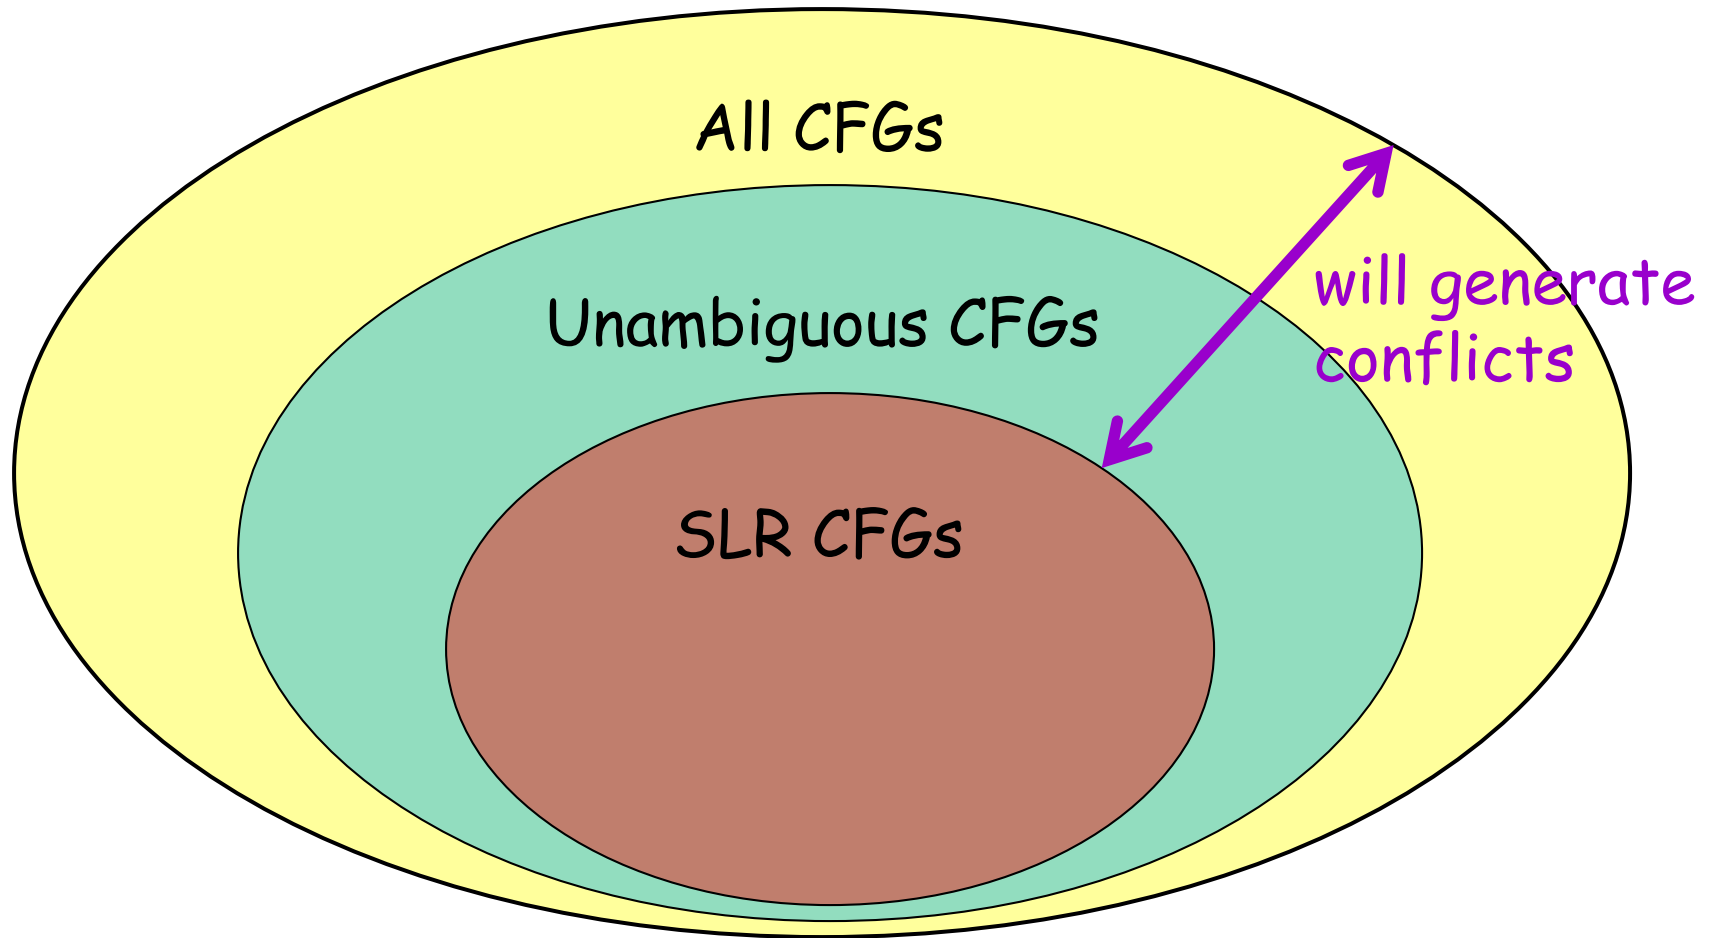 All CFGs
will generate
conflicts
Unambiguous CFGs
SLR CFGs